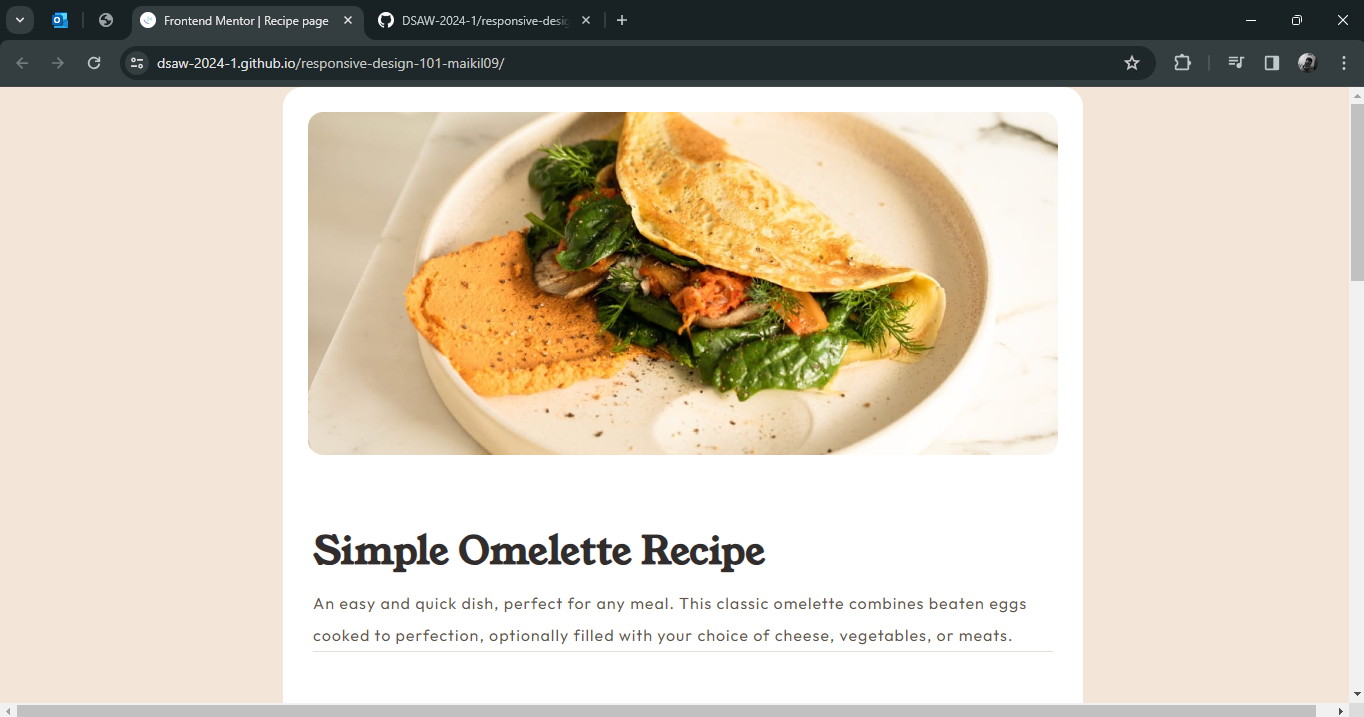 Frontend Mentor | Recipe page
DSAW-2024-1/responsive-desi
dsaw-2024-1.github.io/responsive-design-101-maikil09/
Simple Omelette Recipe
An easy and quick dish, perfect for any meal. This classic omelette combines beaten eggs
cooked to perfection, optionally filled with your choice of cheese, vegetables, or meats.